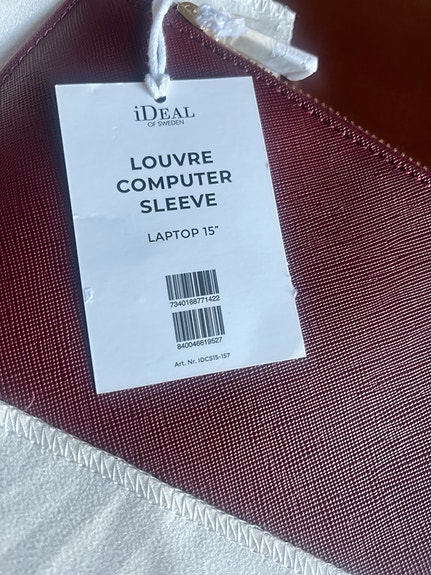 iDEAL
OF SWEDEN
LOUVRE
COMPUTER
SLEEVE
LAPTOP 15"
7340168771422
840046619527
Art. Nr. IDCS15-157